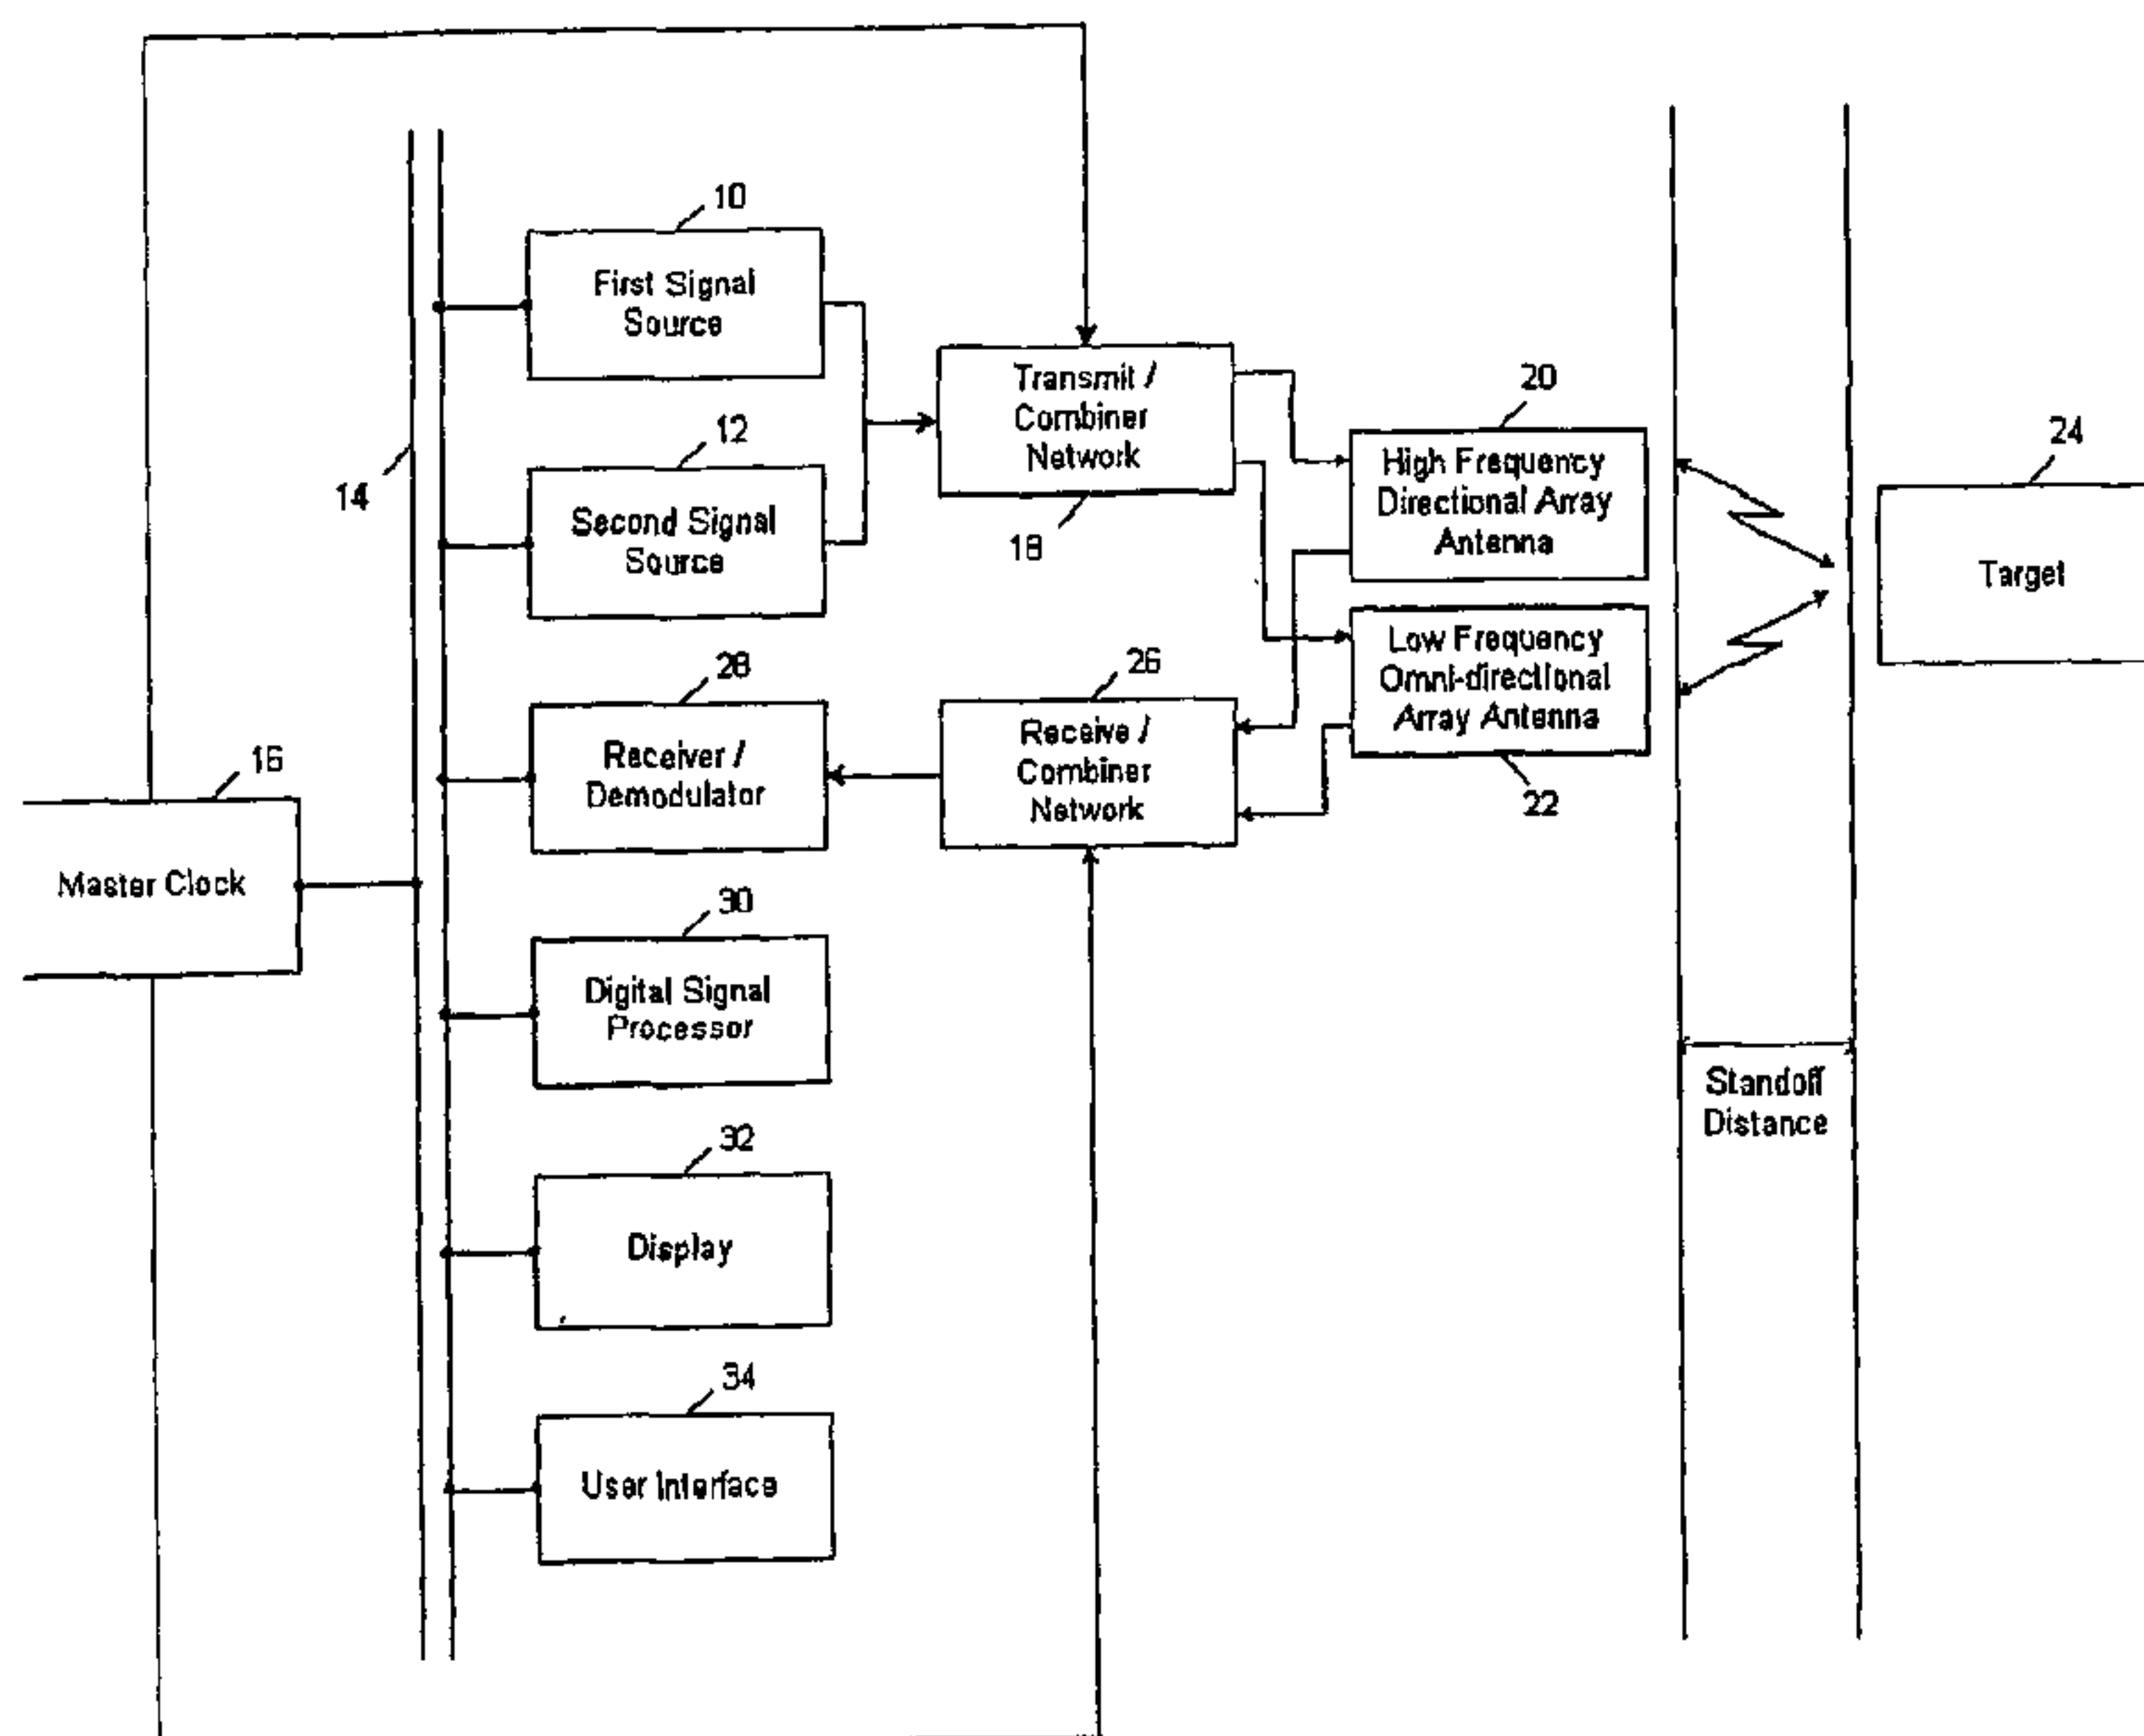 10
First Signal
Source
12
Second Signal
Source
14
Transmit /
Combiner
Network
18
20
High Frequency
Directional Array
Antenna
24
Target
Low Frequency
Omni-directional
Array Antenna
22
28
Receiver /
Demodulator
26
Receive /
Combiner
Network
16
Master Clock
30
Digital Signal
Processor
Standoff
Distance
32
Display
34
User Interface